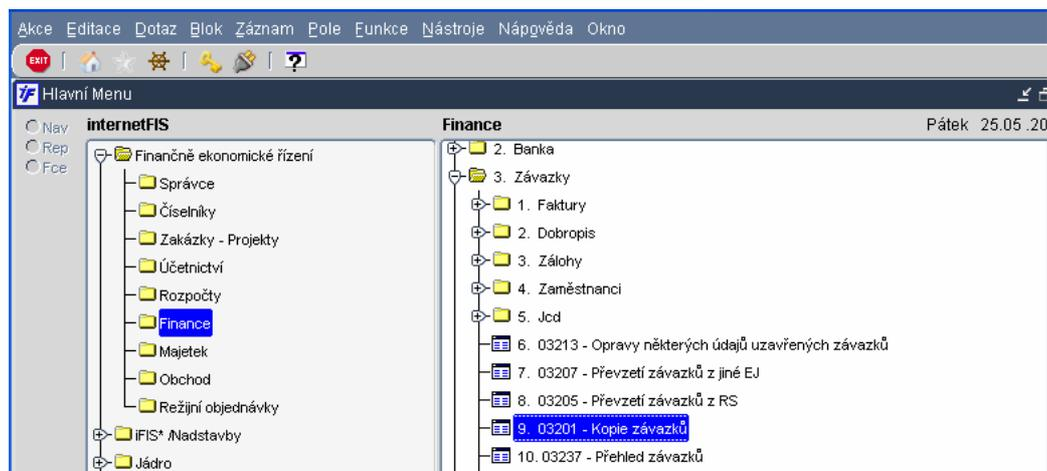 Akce Editace Dotaz Blok Záznam Pole Funkce Nástroje Nápověda Okno
EXIT
iF Hlavní Menu
Nav
Rep
Fce
internetFIS
Finančně ekonomické řízení
Správce
Číselníky
Zakázky - Projekty
Účetnictví
Rozpočty
Finance
Majetek
Obchod
Režijní objednávky
iFIS* /Nadstavby
Jádro
Finance
Pátek 25.05.20
2. Banka
3. Závazky
1. Faktury
2. Dobropis
3. Zálohy
4. Zaměstnanci
5. Jcd
6. 03213 - Opravy některých údajů uzavřených závazků
7. 03207 - Převzetí závazků z jiné EJ
8. 03205 - Převzetí závazků z RS
9. 03201 - Kopie závazků
10. 03237 - Přehled závazků